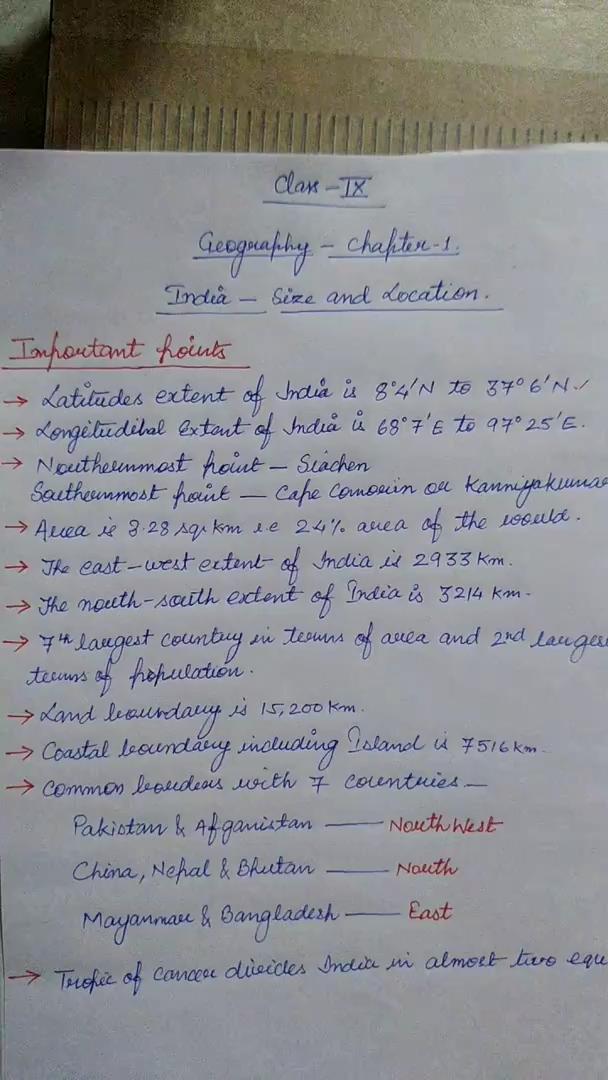 Class - IX
Geography - Chapter-1.
India - Size and Location.
Important points
→ Latitudes extent of India is 8°4'N to 37°6'N.
→ Longitudibal Extent of India is 68°7'E to 97°25'E.
→ Northernmost point - Siachen
Southernmost point - Cape Comorin or Kanniyakumar
→ Area is 3.28 sq. km i.e 24% area of the world.
→ The east-west extent of India is 2933 km.
→ The north-south extent of India is 3214 km.
→ 7th largest country in terms of area and 2nd larges
terms of population.
→ Land boundary is 15,200 km.
→ Coastal boundary including Island is 7516 km.
→ Common borders with 7 countries -
Pakistan & Afganistan — North West
China, Nepal & Bhutan — North
Mayanmar & Bangladesh — East
→ Tropic of cancer divides India in almost two equ